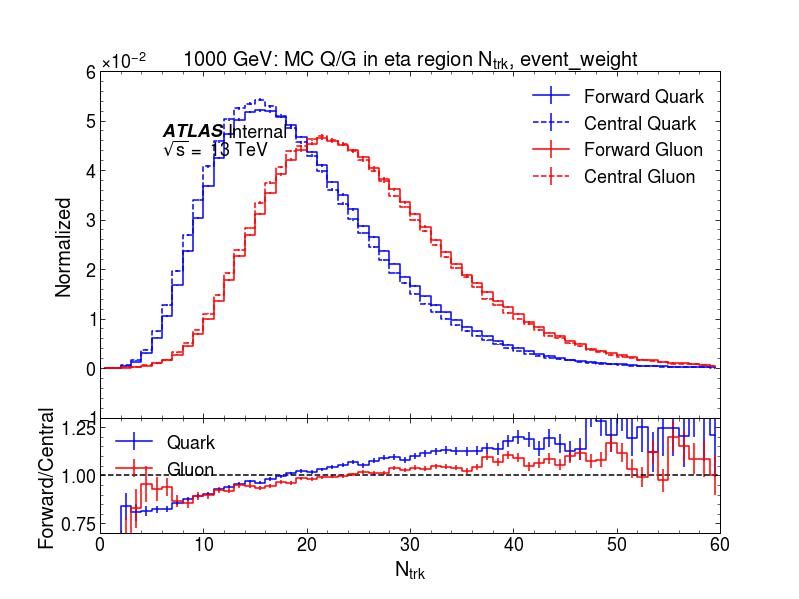 ×10⁻² 1000 GeV: MC Q/G in eta region Nₜᵣₖ, event_weight
6
5
4
3
2
1
0
1
Normalized
ATLAS Internal
√s = 13 TeV
Forward Quark
Central Quark
Forward Gluon
Central Gluon
Forward/Central
1.25
1.00
0.75
Quark
Gluon
0 10 20 30 40 50 60
Nₜᵣₖ